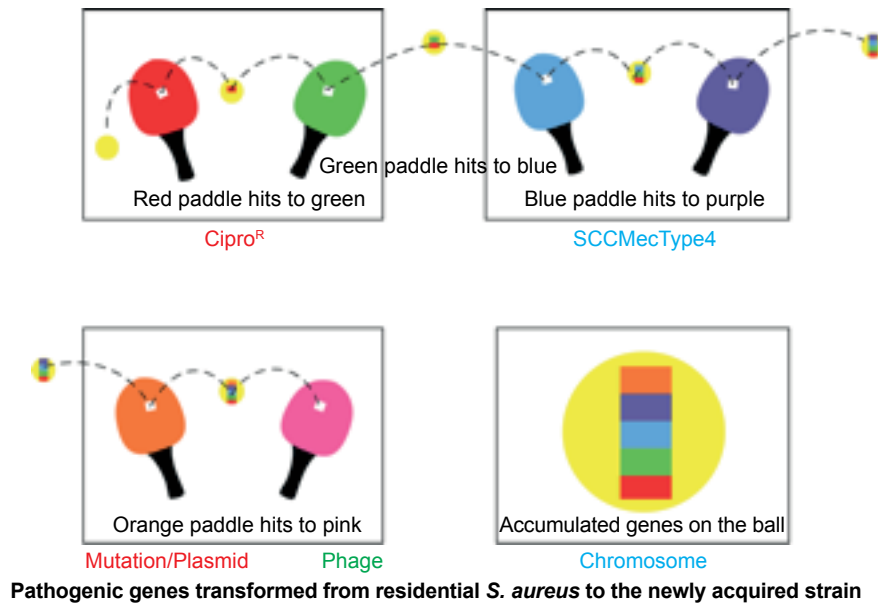 Green paddle hits to blue
Red paddle hits to green
Blue paddle hits to purple
Ciproᴿ
SCCMecType4
Orange paddle hits to pink
Accumulated genes on the ball
Mutation/Plasmid
Phage
Chromosome
Pathogenic genes transformed from residential S. aureus to the newly acquired strain